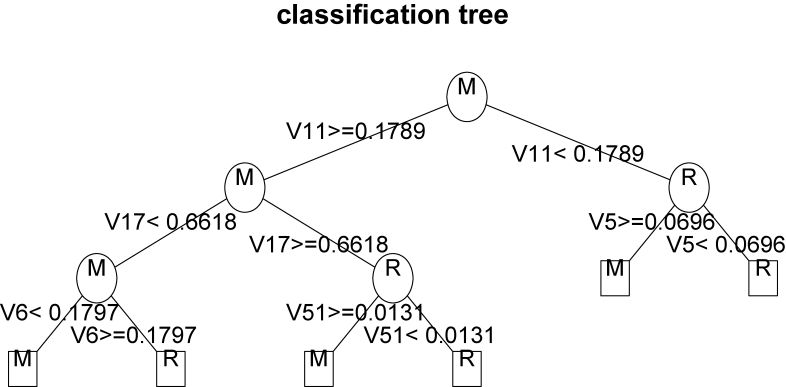 classification tree
M
V11>=0.1789
V11< 0.1789
M
R
V17< 0.6618
V17>=0.6618
V5>=0.0696
V5< 0.0696
M
R
M
R
V6< 0.1797
V6>=0.1797
V51>=0.0131
V51< 0.0131
M
R
M
R